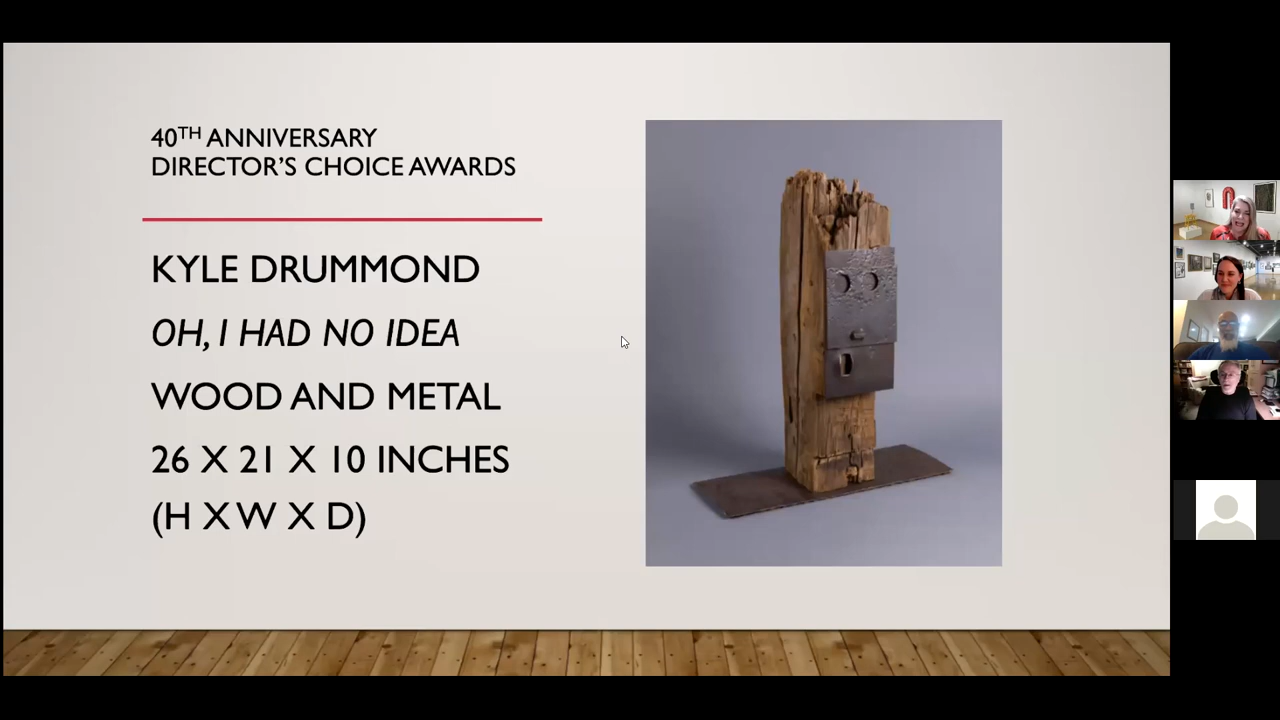 40TH ANNIVERSARY
DIRECTOR'S CHOICE AWARDS
KYLE DRUMMOND
OH, I HAD NO IDEA
WOOD AND METAL
26 X 21 X 10 INCHES
(H X W X D)